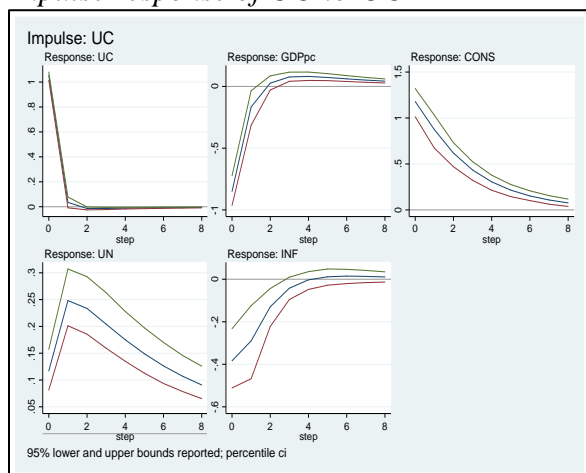 response of
Impulse: UC
Response: UC
1
.8
.6
.4
.2
0
0 2 4 6 8
step
Response: GDPpc
0
-.5
-1
0 2 4 6 8
step
Response: CONS
1.5
1
.5
0
0 2 4 6 8
step
Response: UN
.3
.25
.2
.15
.1
.05
0 2 4 6 8
step
Response: INF
0
-.2
-.4
-.6
0 2 4 6 8
step
95% lower and upper bounds reported; percentile ci